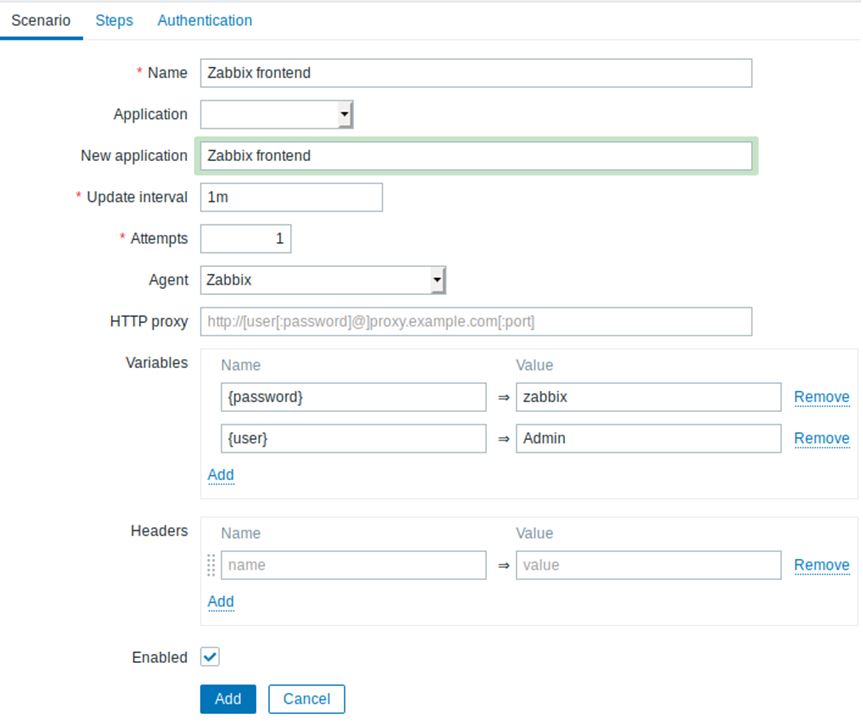 Scenario Steps Authentication
* Name Zabbix frontend
Application
New application Zabbix frontend
* Update interval 1m
* Attempts 1
Agent Zabbix
HTTP proxy http://[user[:password]@]proxy.example.com[:port]
Variables Name Value
{password} ⇒ zabbix Remove
{user} ⇒ Admin Remove
Add
Headers Name Value
name ⇒ value Remove
Add
Enabled
Add Cancel